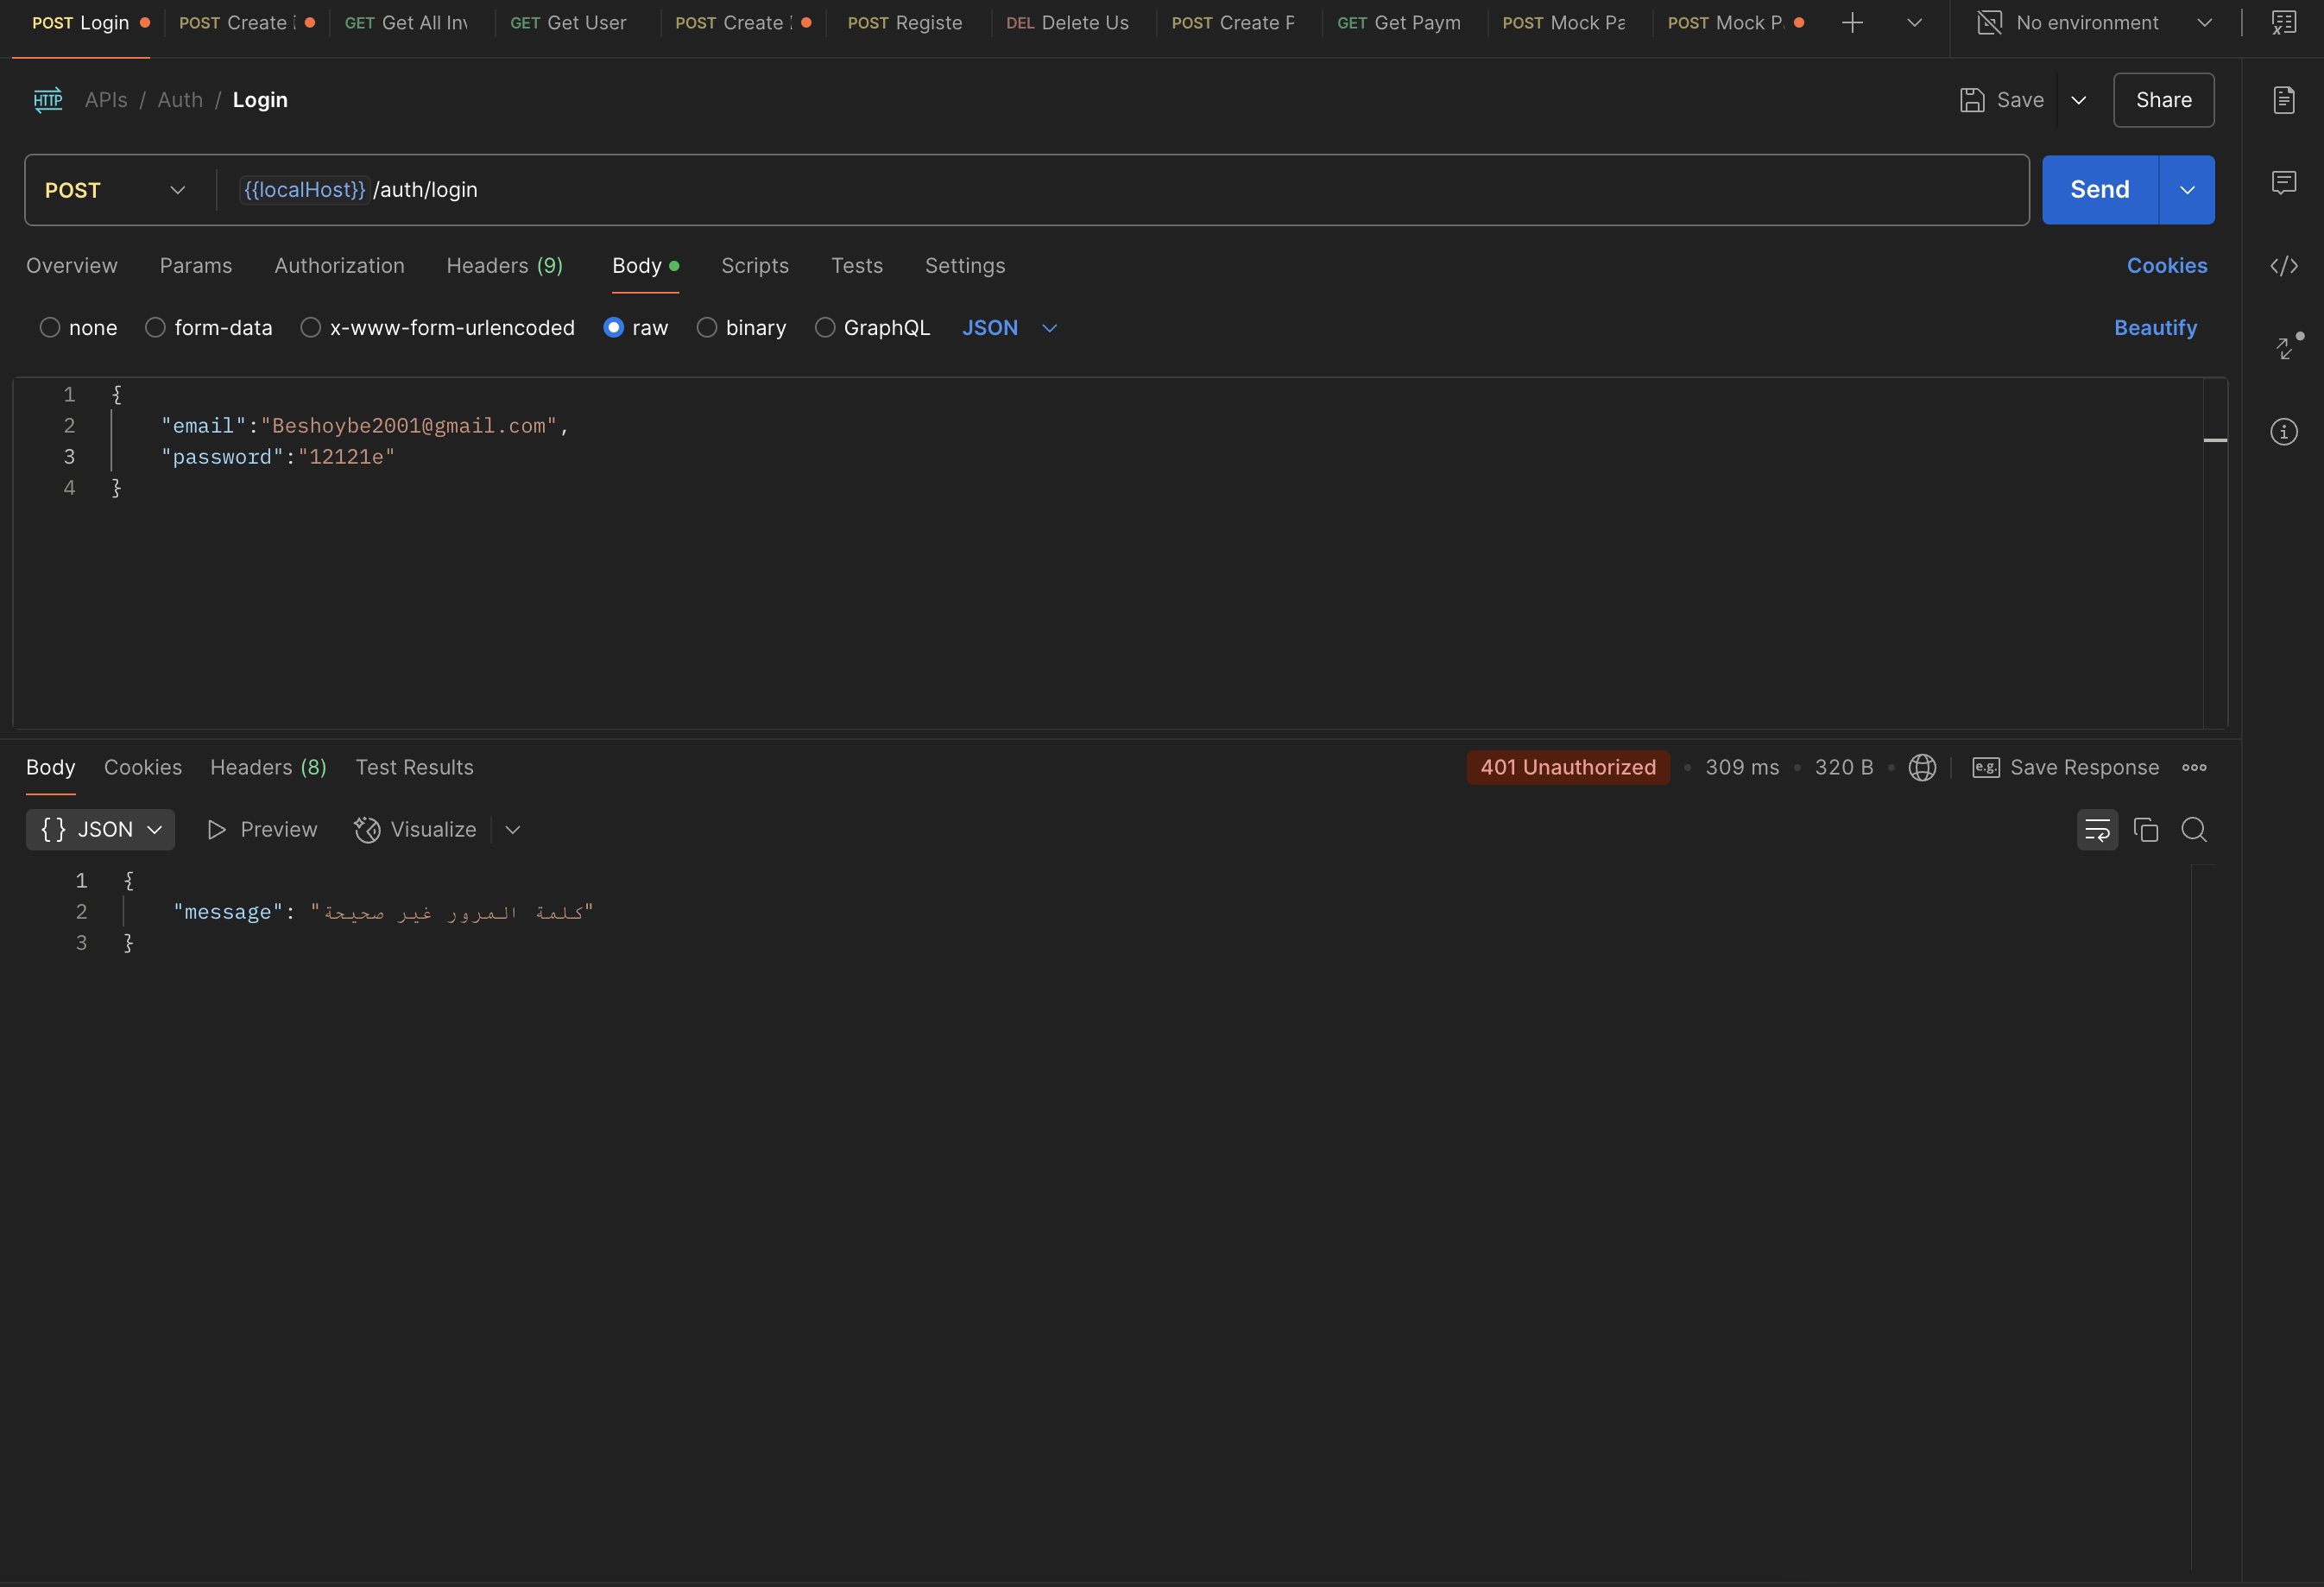 POST Login POST Create GET Get All Inv GET Get User POST Create POST Registe DEL Delete Us POST Create F GET Get Paym POST Mock Pa POST Mock P. No environment
HTTP APIs / Auth / Login Save Share
POST {{localHost}}/auth/login Send
Overview Params Authorization Headers (9) Body Scripts Tests Settings Cookies
none form-data x-www-form-urlencoded raw binary GraphQL JSON Beautify
1 {
2 "email":"Beshoybe2001@gmail.com",
3 "password":"12121e"
4 }
Body Cookies Headers (8) Test Results 401 Unauthorized • 309 ms • 320 B • e.g. Save Response
{} JSON Preview Visualize
1 {
2 "message": "كلمة المرور غير صحيحة"
3 }